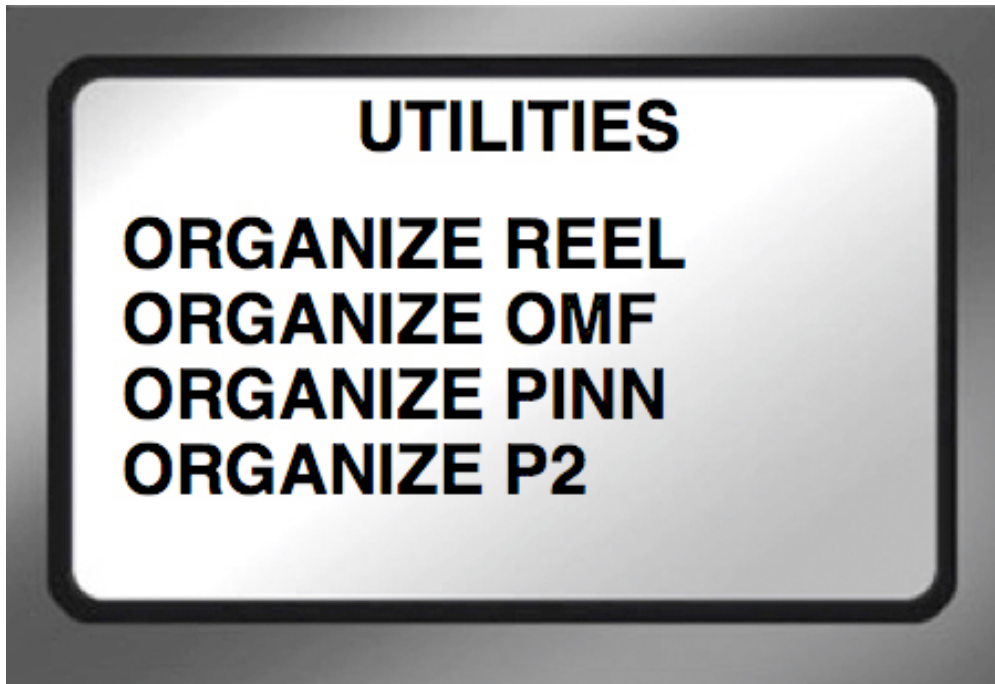 UTILITIES
ORGANIZE REEL
ORGANIZE OMF
ORGANIZE PINN
ORGANIZE P2